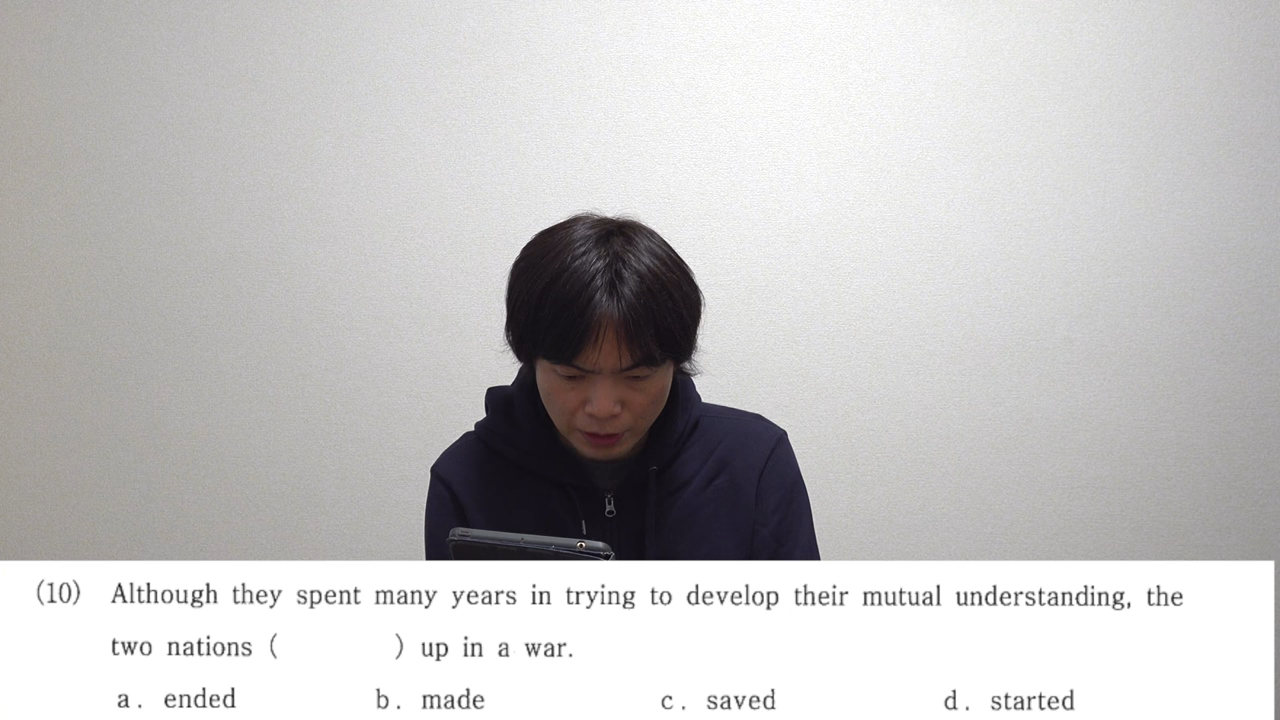 (10) Although they spent many years in trying to develop their mutual understanding, the
two nations (          ) up in a war.
a. ended b. made c. saved d. started